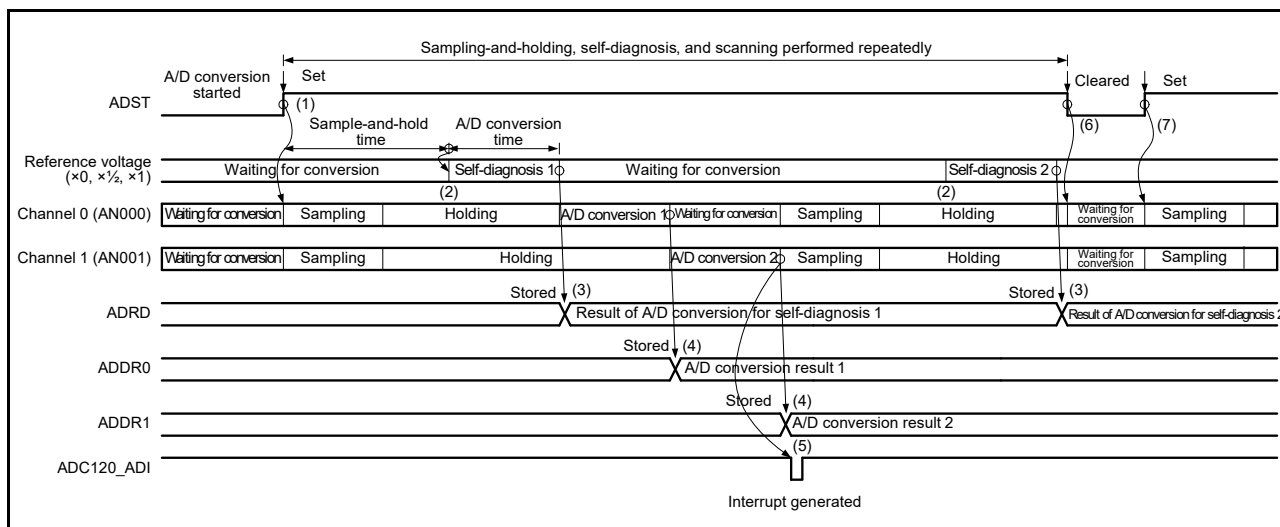 Sampling-and-holding, self-diagnosis, and scanning performed repeatedly
A/D conversion started
Set
Cleared
Set
ADST
(1)
(6)
(7)
Sample-and-hold time
A/D conversion time
Reference voltage (×0, ×½, ×1)
Waiting for conversion
Self-diagnosis 1
Waiting for conversion
Self-diagnosis 2
(2)
(2)
Channel 0 (AN000)
Waiting for conversion
Sampling
Holding
A/D conversion 1
Waiting for conversion
Sampling
Holding
Waiting for conversion
Sampling
Channel 1 (AN001)
Waiting for conversion
Sampling
Holding
A/D conversion 2
Sampling
Holding
Waiting for conversion
Sampling
Stored
(3)
Stored
(3)
ADRD
Result of A/D conversion for self-diagnosis 1
Result of A/D conversion for self-diagnosis 2
Stored
(4)
ADDR0
A/D conversion result 1
Stored
(4)
ADDR1
A/D conversion result 2
(5)
ADC120_ADI
Interrupt generated